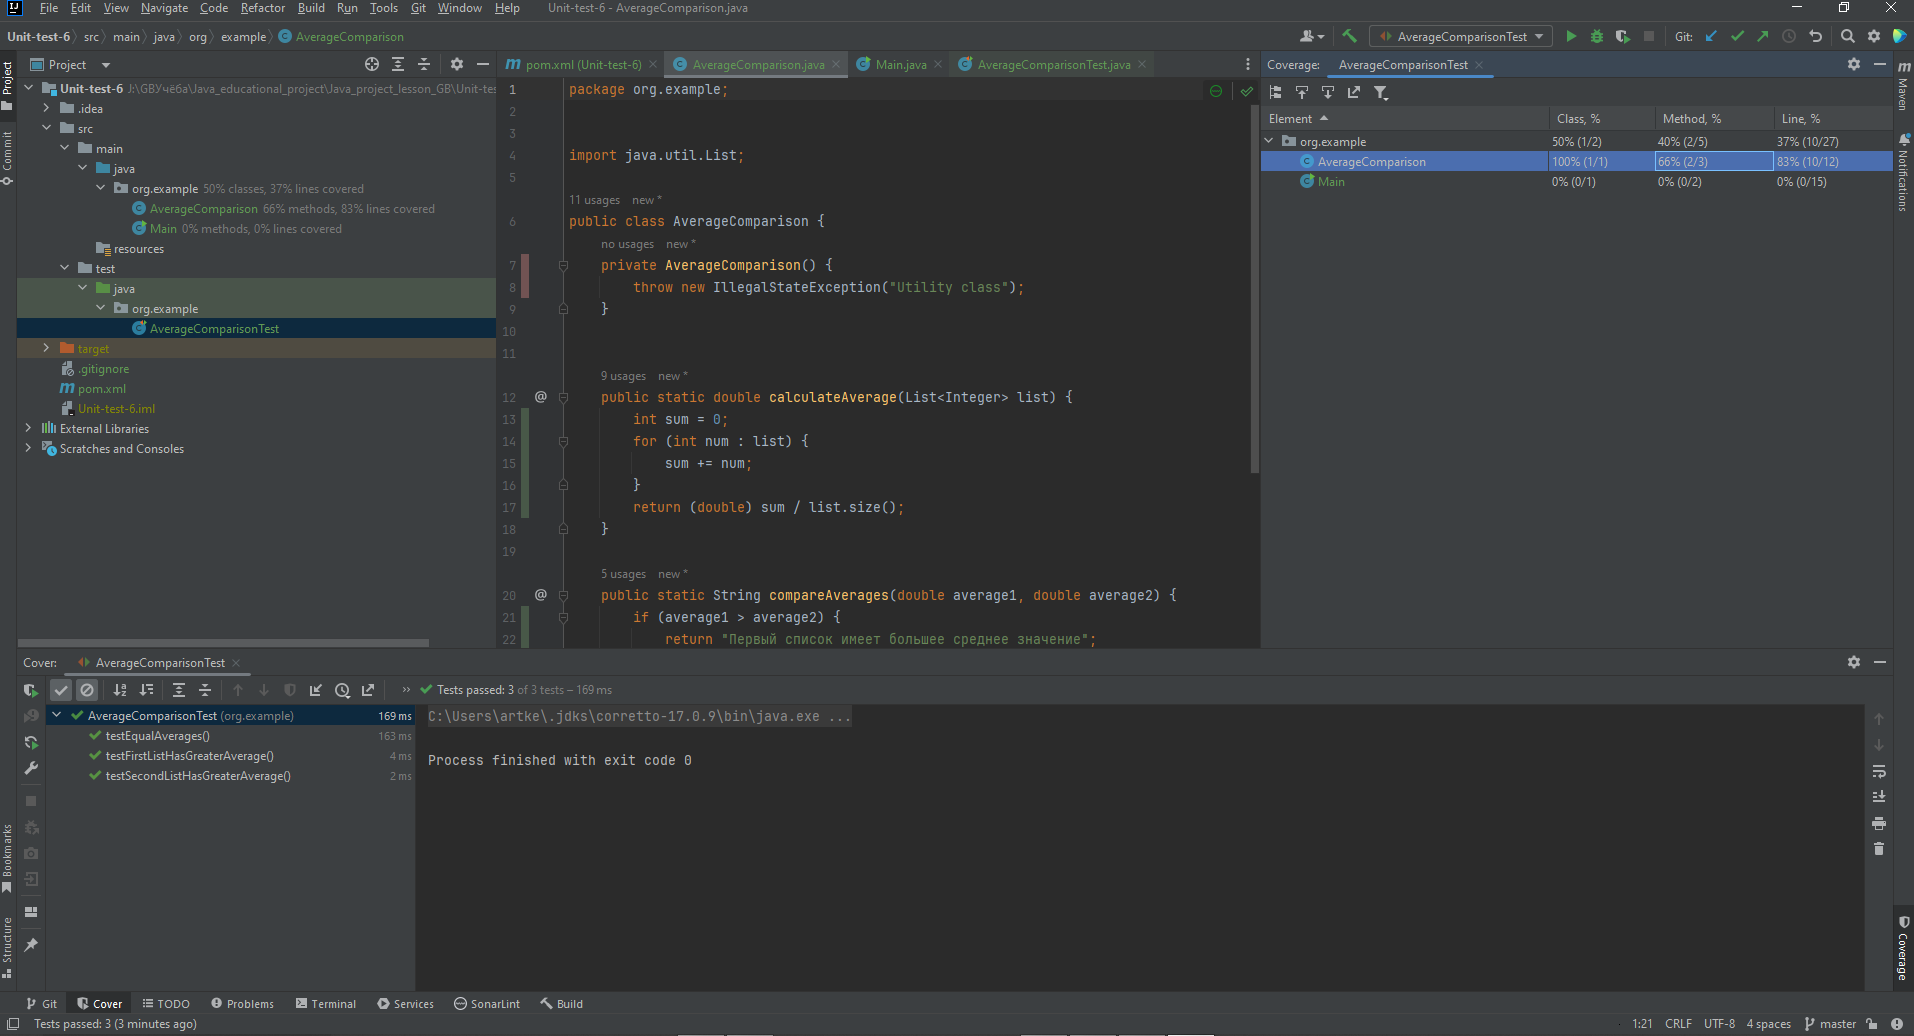 File Edit View Navigate Code Refactor Build Run Tools Git Window Help Unit-test-6 - AverageComparison.java
Unit-test-6 src main java org example AverageComparison AverageComparisonTest Git:
Project
pom.xml (Unit-test-6) AverageComparison.java Main.java AverageComparisonTest.java
Coverage: AverageComparisonTest
Unit-test-6 J:\GBУчёба\Java_educational_project\Java_project_lesson_GB\Unit-tes
.idea
src
main
java
org.example 50% classes, 37% lines covered
AverageComparison 66% methods, 83% lines covered
Main 0% methods, 0% lines covered
resources
test
java
org.example
AverageComparisonTest
target
.gitignore
pom.xml
Unit-test-6.iml
External Libraries
Scratches and Consoles
1 package org.example;
2
3
4 import java.util.List;
5
11 usages new *
6 public class AverageComparison {
no usages new *
7 private AverageComparison() {
8 throw new IllegalStateException("Utility class");
9 }
10
11
9 usages new *
12 public static double calculateAverage(List<Integer> list) {
13 int sum = 0;
14 for (int num : list) {
15 sum += num;
16 }
17 return (double) sum / list.size();
18 }
19
5 usages new *
20 public static String compareAverages(double average1, double average2) {
21 if (average1 > average2) {
22 return "Первый список имеет большее среднее значение";
Element Class, % Method, % Line, %
org.example 50% (1/2) 40% (2/5) 37% (10/27)
AverageComparison 100% (1/1) 66% (2/3) 83% (10/12)
Main 0% (0/1) 0% (0/2) 0% (0/15)
Project
Commit
Bookmarks
Structure
Maven
Notifications
Coverage
Cover: AverageComparisonTest
Tests passed: 3 of 3 tests – 169 ms
AverageComparisonTest (org.example) 169 ms
testEqualAverages() 163 ms
testFirstListHasGreaterAverage() 4 ms
testSecondListHasGreaterAverage() 2 ms
C:\Users\artke\.jdks\corretto-17.0.9\bin\java.exe ...
Process finished with exit code 0
Git Cover TODO Problems Terminal Services SonarLint Build
Tests passed: 3 (3 minutes ago) 1:21 CRLF UTF-8 4 spaces master